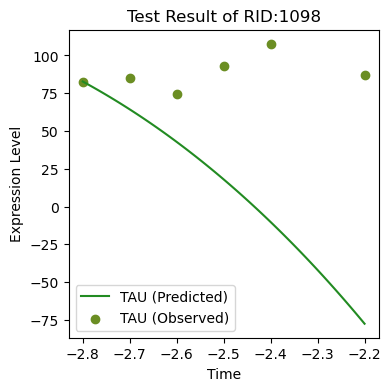 Test Result of RID:1098
Expression Level
100
75
50
25
0
−25
−50
−75
TAU (Predicted)
TAU (Observed)
−2.8 −2.7 −2.6 −2.5 −2.4 −2.3 −2.2
Time